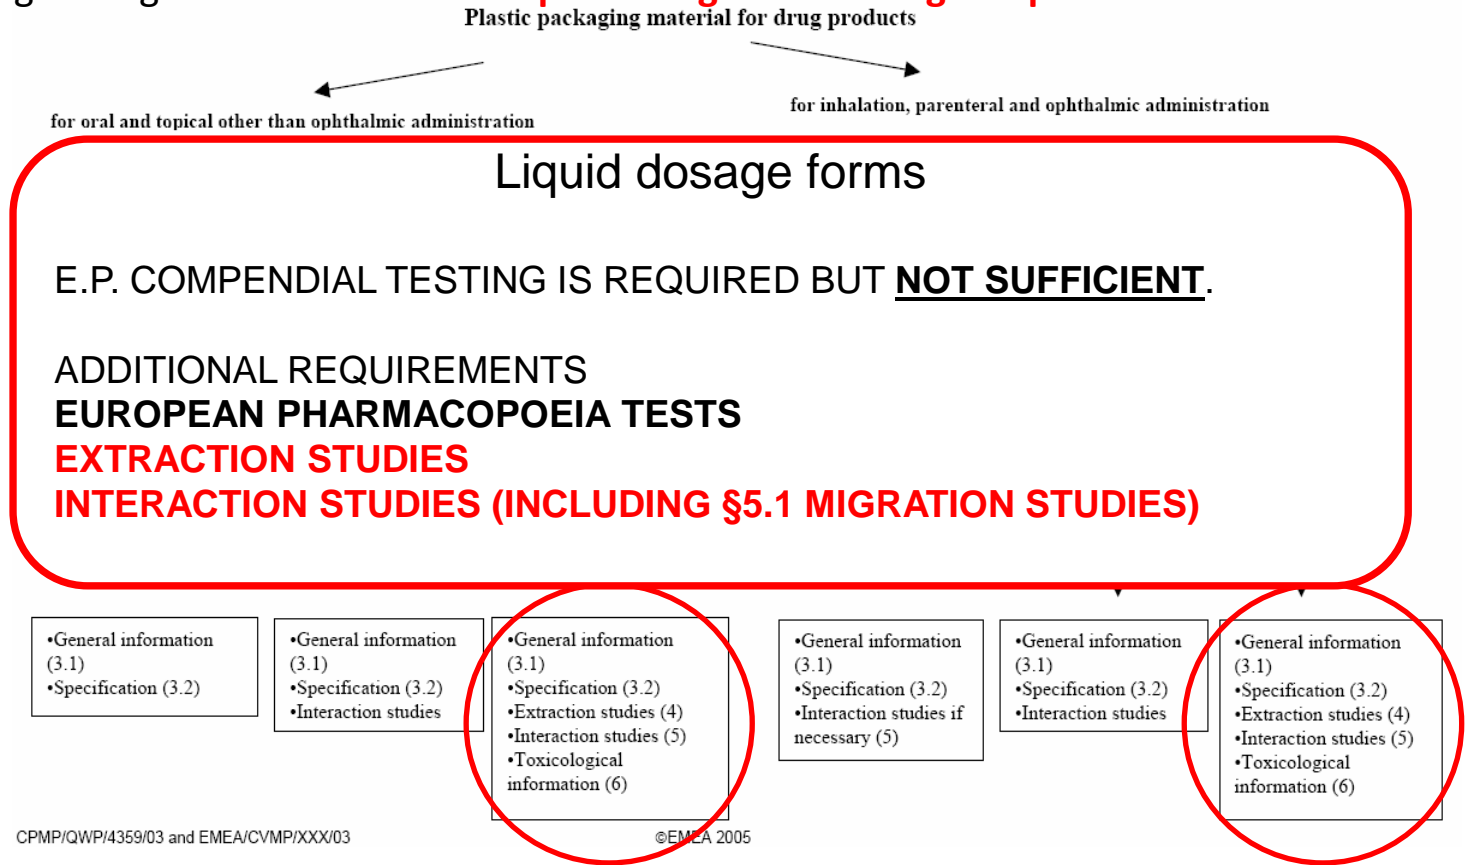 Plastic packaging material for drug products
for inhalation, parenteral and ophthalmic administration
for oral and topical other than ophthalmic administration
Liquid dosage forms
E.P. COMPENDIAL TESTING IS REQUIRED BUT NOT SUFFICIENT.
ADDITIONAL REQUIREMENTS
EUROPEAN PHARMACOPOEIA TESTS
EXTRACTION STUDIES
INTERACTION STUDIES (INCLUDING §5.1 MIGRATION STUDIES)
•General information
(3.1)
•Specification (3.2)
•General information
(3.1)
•Specification (3.2)
•Interaction studies
•General information
(3.1)
•Specification (3.2)
•Extraction studies (4)
•Interaction studies (5)
•Toxicological
information (6)
•General information
(3.1)
•Specification (3.2)
•Interaction studies if
necessary (5)
•General information
(3.1)
•Specification (3.2)
•Interaction studies
•General information
(3.1)
•Specification (3.2)
•Extraction studies (4)
•Interaction studies (5)
•Toxicological
information (6)
CPMP/QWP/4359/03 and EMEA/CVMP/XXX/03
©EMEA 2005